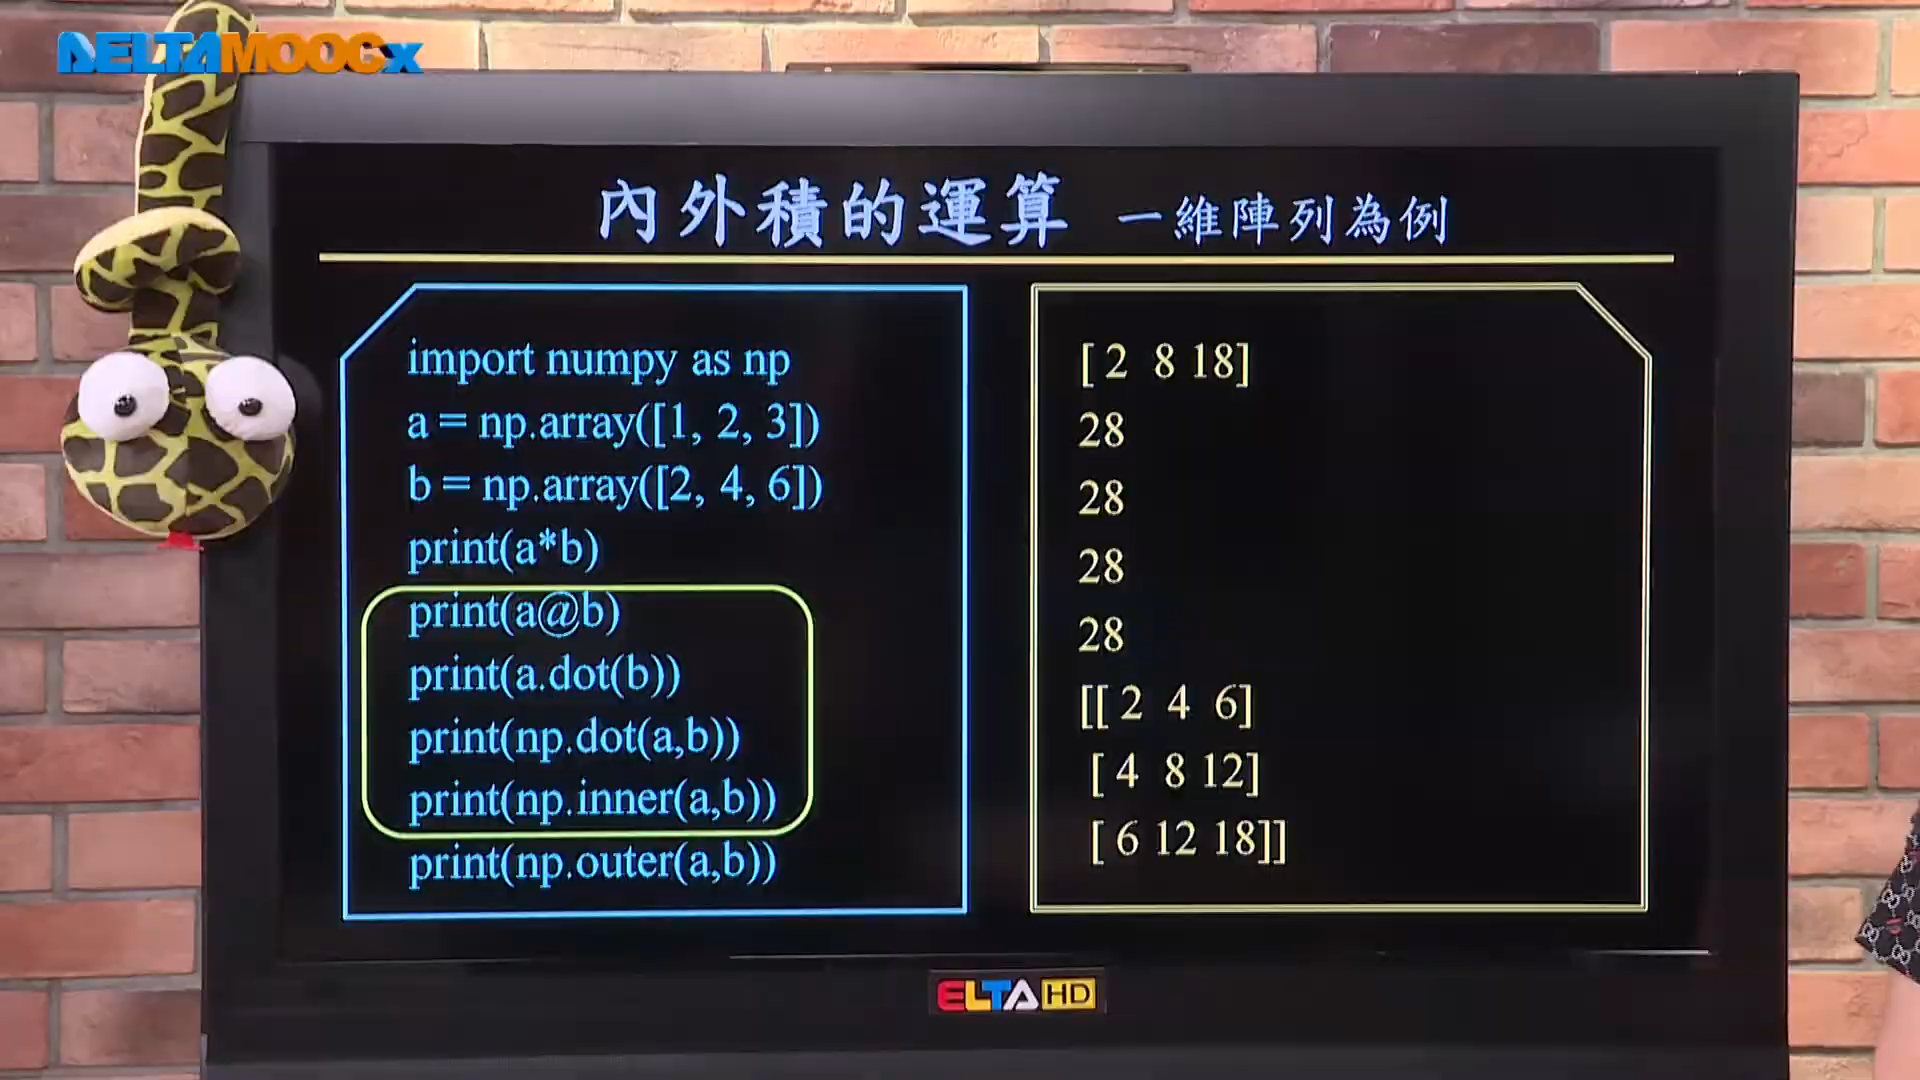 DELTAMOOCx
內外積的運算 一維陣列為例
import numpy as np
a = np.array([1, 2, 3])
b = np.array([2, 4, 6])
print(a*b)
print(a@b)
print(a.dot(b))
print(np.dot(a,b))
print(np.inner(a,b))
print(np.outer(a,b))
[ 2 8 18]
28
28
28
28
[[ 2 4 6]
[ 4 8 12]
[ 6 12 18]]
ELTA HD